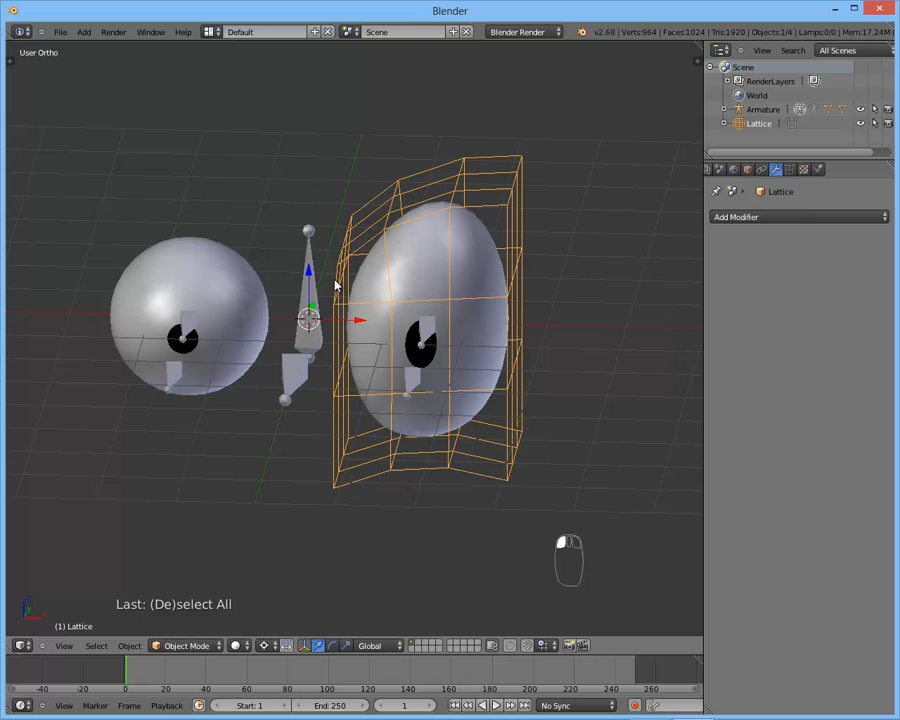 Blender
File Add Render Window Help Default Scene Blender Render v2.68 | Verts:964 | Faces:1024 | Tris:1920 | Objects:1/4 | Lamps:0/0 | Mem:17.24M
View Search All Scenes
User Ortho
Scene
RenderLayers
World
Armature
Lattice
Lattice
Add Modifier
Last: (De)select All
(1) Lattice
View Select Object Object Mode Global
-40 -20 0 20 40 60 80 100 120 140 160 180 200 220 240 260
View Marker Frame Playback Start: 1 End: 250 1 No Sync